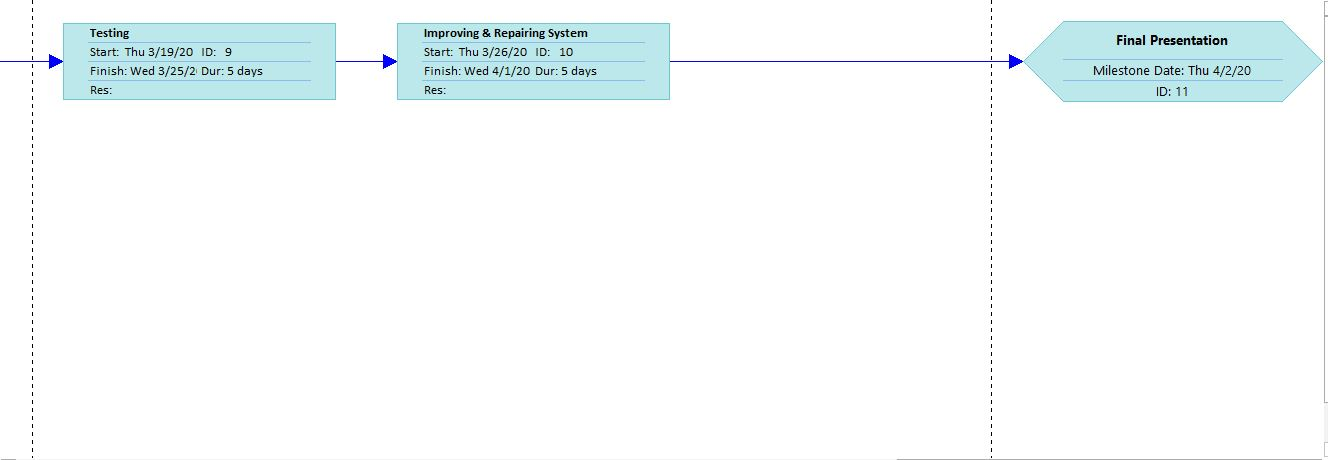 Testing
Start: Thu 3/19/20 ID: 9
Finish: Wed 3/25/2 Dur: 5 days
Res:
Improving & Repairing System
Start: Thu 3/26/20 ID: 10
Finish: Wed 4/1/20 Dur: 5 days
Res:
Final Presentation
Milestone Date: Thu 4/2/20
ID: 11